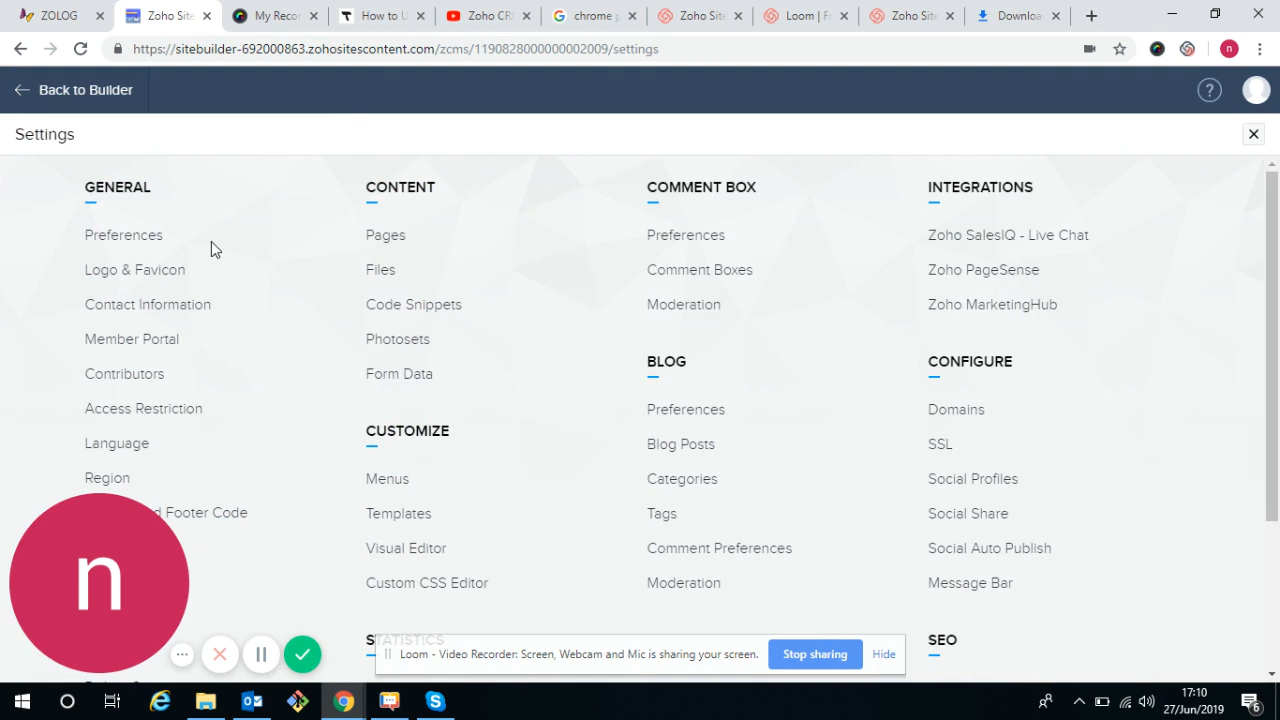 ZOLOG
Zoho Site
My Reco
How to U
Zoho CR
chrome p
Zoho Site
Loom | F
Zoho Site
Downloa
https://sitebuilder-692000863.zohositescontent.com/zcms/1190828000000002009/settings
n
Back to Builder
?
Settings
GENERAL
Preferences
Logo & Favicon
Contact Information
Member Portal
Contributors
Access Restriction
Language
Region
d Footer Code
CONTENT
Pages
Files
Code Snippets
Photosets
Form Data
CUSTOMIZE
Menus
Templates
Visual Editor
Custom CSS Editor
STATISTICS
COMMENT BOX
Preferences
Comment Boxes
Moderation
BLOG
Preferences
Blog Posts
Categories
Tags
Comment Preferences
Moderation
INTEGRATIONS
Zoho SalesIQ - Live Chat
Zoho PageSense
Zoho MarketingHub
CONFIGURE
Domains
SSL
Social Profiles
Social Share
Social Auto Publish
Message Bar
SEO
n
Loom - Video Recorder: Screen, Webcam and Mic is sharing your screen.
Stop sharing
Hide
17:10
27/Jun/2019
6